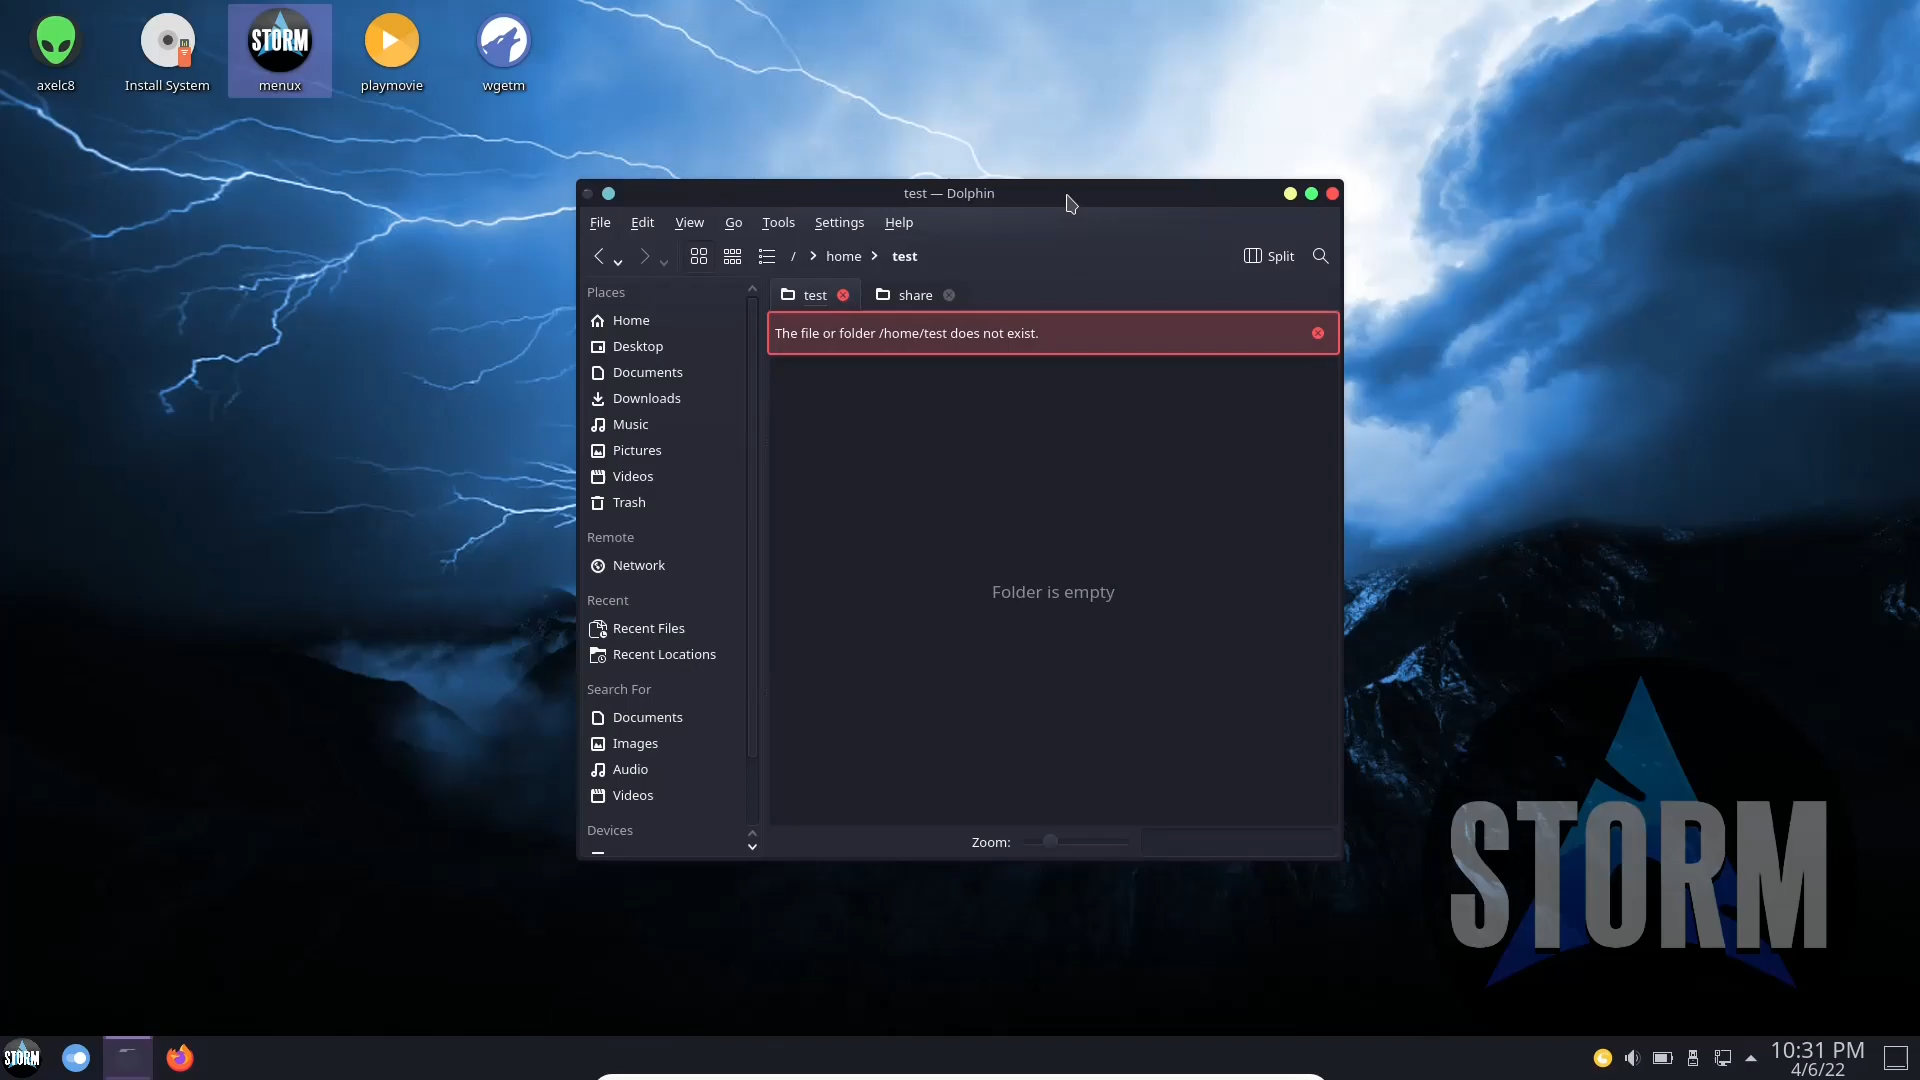 STORM
axelc8
Install System
menux
playmovie
wgetm
test — Dolphin
File Edit View Go Tools Settings Help
/ > home > test
Split
Places
Home
Desktop
Documents
Downloads
Music
Pictures
Videos
Trash
Remote
Network
Recent
Recent Files
Recent Locations
Search For
Documents
Images
Audio
Videos
Devices
test
share
The file or folder /home/test does not exist.
Folder is empty
Zoom:
STORM
STORM
10:31 PM
4/6/22